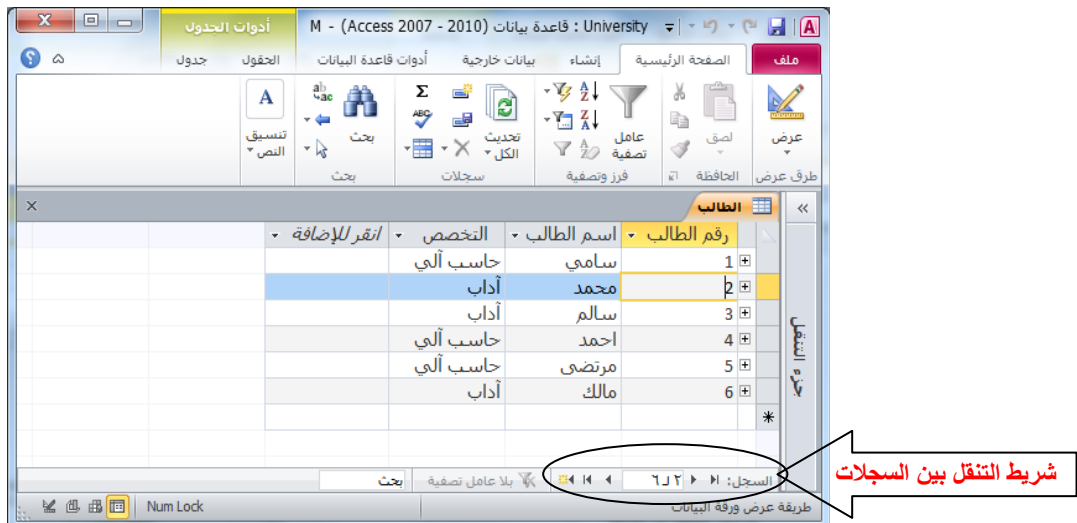 University : قاعدة بيانات (Access 2007 - 2010) - M
أدوات الجدول
ملف
الصفحة الرئيسية
إنشاء
بيانات خارجية
أدوات قاعدة البيانات
الحقول
جدول
عرض
لصق
عامل تصفية
تحديث الكل
بحث
تنسيق النص
طرق عرض
الحافظة
فرز وتصفية
سجلات
بحث
الطالب
رقم الطالب
اسم الطالب
التخصص
انقر للإضافة
1 سامي حاسب آلي
2 محمد آداب
3 سالم آداب
4 احمد حاسب آلي
5 مرتضى حاسب آلي
6 مالك آداب
جزء التنقل
السجل: ٢ لـ ٦ بلا عامل تصفية بحث
شريط التنقل بين السجلات
طريقة عرض ورقة البيانات
Num Lock